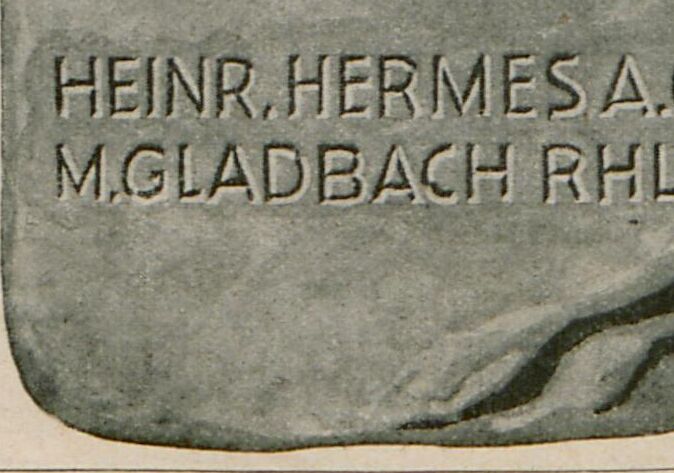 HEINR. HERMES A.
M.GLADBACH RHL